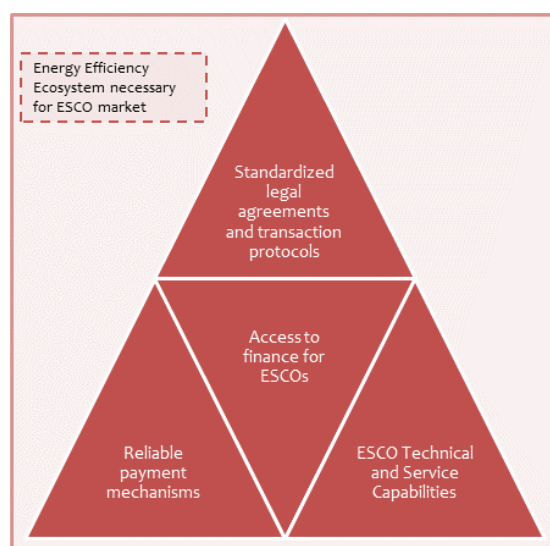 Energy Efficiency
Ecosystem necessary
for ESCO market
Standardized
legal
agreements
and transaction
protocols
Access to
finance for
ESCOs
Reliable
payment
mechanisms
ESCO Technical
and Service
Capabilities